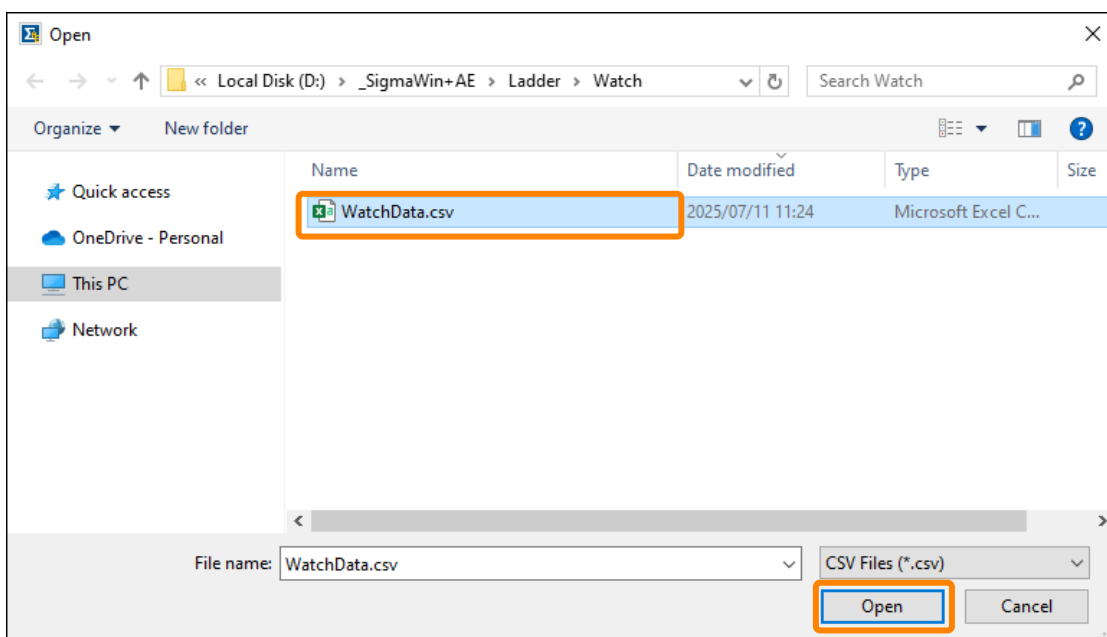 Open
« Local Disk (D:) › _SigmaWin+AE › Ladder › Watch
Search Watch
Organize
New folder
Name
Date modified
Type
Size
Quick access
WatchData.csv
2025/07/11 11:24
Microsoft Excel C...
OneDrive - Personal
This PC
Network
File name:
WatchData.csv
CSV Files (*.csv)
Open
Cancel